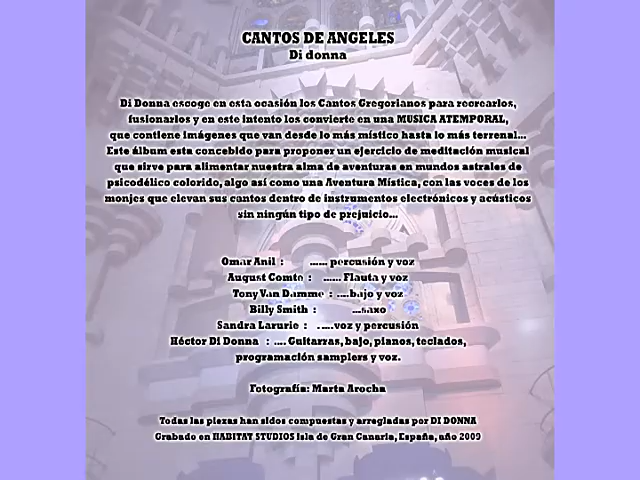 CANTOS DE ANGELES
Di donna
Di Donna escoge en esta ocasión los Cantos Gregorianos para recrearlos,
fusionarlos y en este intento los convierte en una MUSICA ATEMPORAL,
que contiene imágenes que van desde lo más místico hasta lo más terrenal...
Este álbum esta concebido para proponer un ejercicio de meditación musical
que sirve para alimentar nuestra alma de aventuras en mundos astrales de
psicodélico colorido, algo así como una Aventura Mística, con las voces de los
monjes que elevan sus cantos dentro de instrumentos electrónicos y acústicos
sin ningún tipo de prejuicio...
Omar Anil : ...... percusión y voz
August Comte : ...... Flauta y voz
Tony Van Damme : ....bajo y voz
Billy Smith : ...saxo
Sandra Larurie : .....voz y percusión
Héctor Di Donna : .... Guitarras, bajo, pianos, teclados,
programación samplers y voz.
Fotografía: Marta Arocha
Todas las piezas han sidos compuestas y arregladas por DI DONNA
Grabado en HABITAT STUDIOS Isla de Gran Canaria, España, año 2009